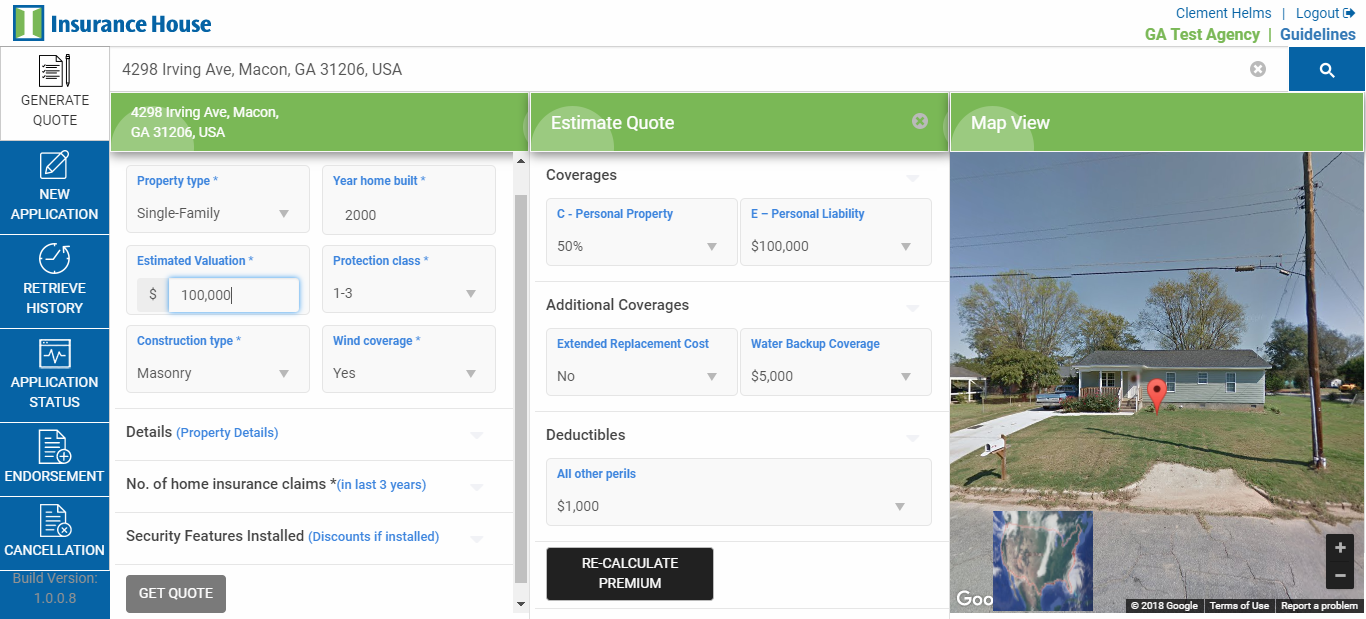 Insurance House
Clement Helms | Logout
GA Test Agency | Guidelines
GENERATE
QUOTE
NEW
APPLICATION
RETRIEVE
HISTORY
APPLICATION
STATUS
ENDORSEMENT
CANCELLATION
Build Version:
1.0.0.8
4298 Irving Ave, Macon, GA 31206, USA
4298 Irving Ave, Macon,
GA 31206, USA
Property type *
Single-Family
Year home built *
2000
Estimated Valuation *
$ 100,000
Protection class *
1-3
Construction type *
Masonry
Wind coverage *
Yes
Details (Property Details)
No. of home insurance claims *(in last 3 years)
Security Features Installed (Discounts if installed)
GET QUOTE
Estimate Quote
Coverages
C - Personal Property
50%
E – Personal Liability
$100,000
Additional Coverages
Extended Replacement Cost
No
Water Backup Coverage
$5,000
Deductibles
All other perils
$1,000
RE-CALCULATE
PREMIUM
Map View
Goo
© 2018 Google Terms of Use Report a problem